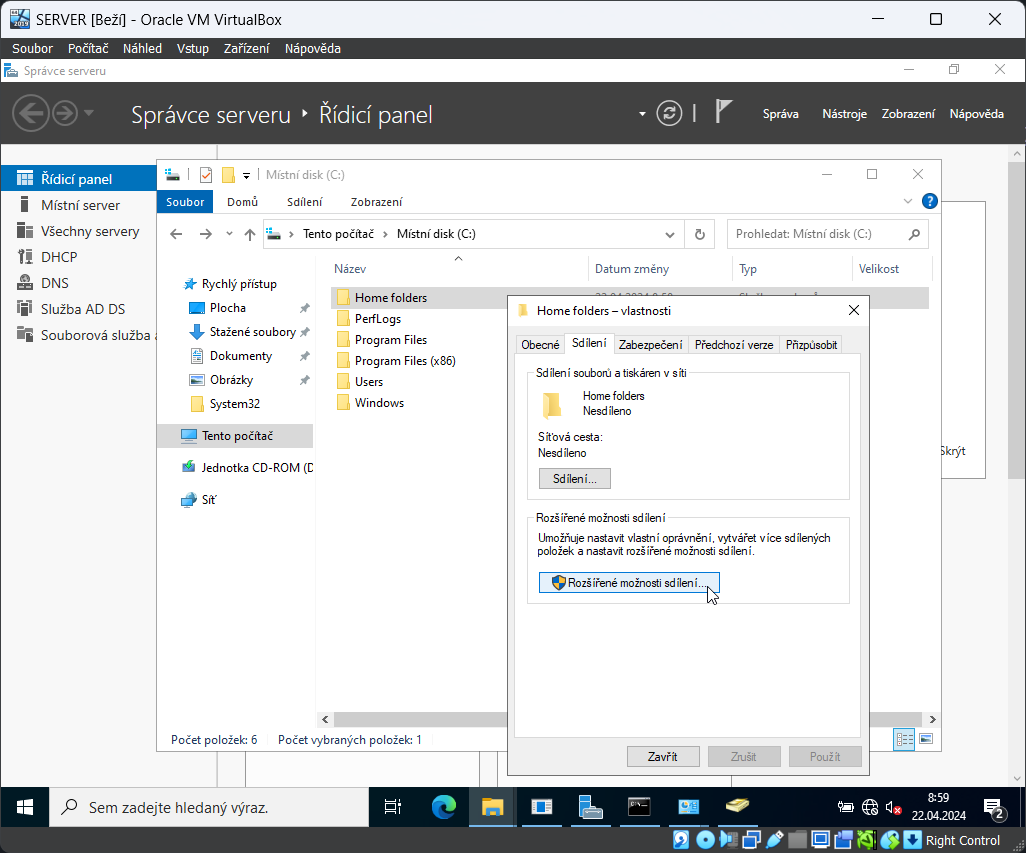 SERVER [Beží] - Oracle VM VirtualBox
Soubor Počítač Náhled Vstup Zařízení Nápověda
Správce serveru
Správce serveru Řídicí panel
Správa Nástroje Zobrazení Nápověda
Řídicí panel
Místní server
Všechny servery
DHCP
DNS
Služba AD DS
Souborová služba a
Místní disk (C:)
Soubor Domů Sdílení Zobrazení
Tento počítač Místní disk (C:)
Prohledat: Místní disk (C:)
Rychlý přístup
Plocha
Stažené soubory
Dokumenty
Obrázky
System32
Tento počítač
Jednotka CD-ROM (D
Síť
Název Datum změny Typ Velikost
Home folders
PerfLogs
Program Files
Program Files (x86)
Users
Windows
Počet položek: 6 Počet vybraných položek: 1
Home folders – vlastnosti
Obecné Sdílení Zabezpečení Předchozí verze Přizpůsobit
Sdílení souborů a tiskáren v síti
Home folders
Nesdíleno
Síťová cesta:
Nesdíleno
Sdílení...
Rozšířené možnosti sdílení
Umožňuje nastavit vlastní oprávnění, vytvářet více sdílených
položek a nastavit rozšířené možnosti sdílení.
Rozšířené možnosti sdílení...
Zavřít Zrušit Použít
Skrýt
Sem zadejte hledaný výraz.
8:59
22.04.2024
2
Right Control